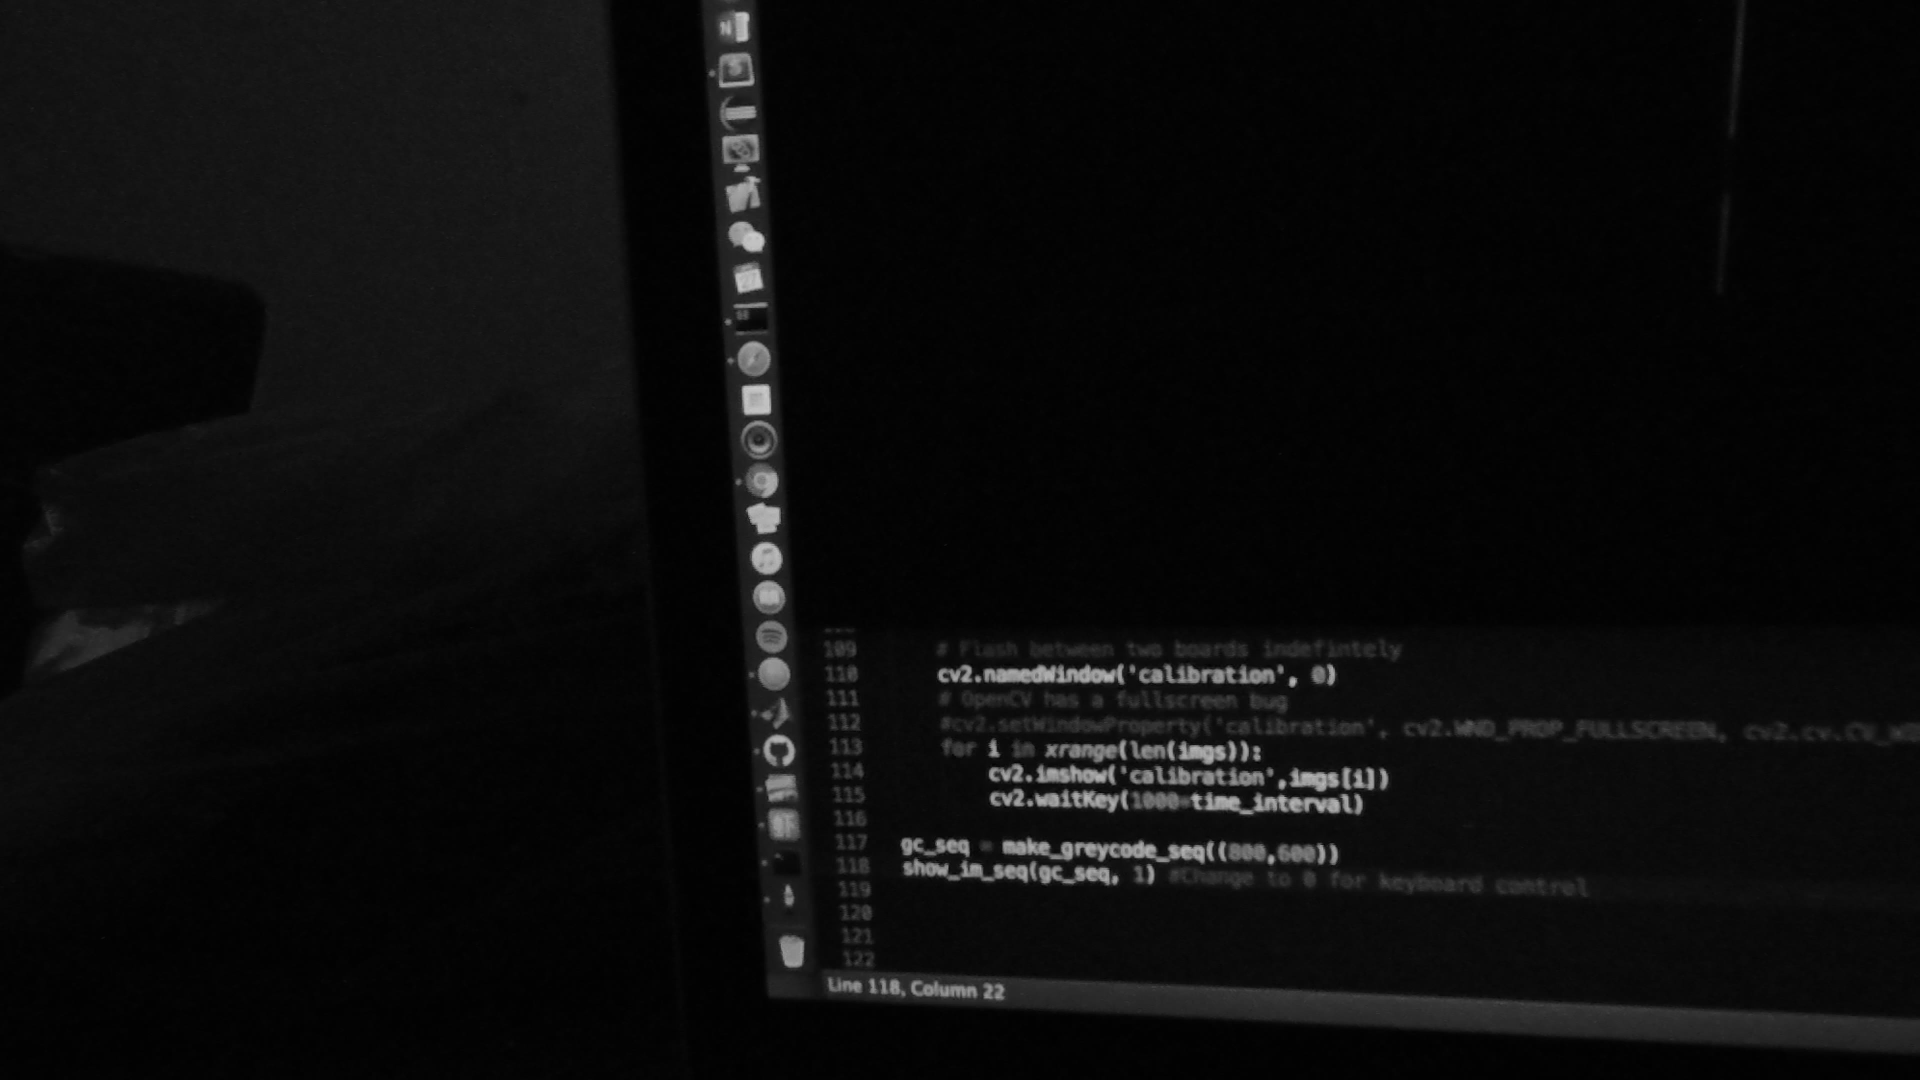 109 # Flash between two boards indefintely
110 cv2.namedWindow('calibration', 0)
111 # OpenCV has a fullscreen bug
112 #cv2.setWindowProperty('calibration', cv2.WND_PROP_FULLSCREEN, cv2.cv.CV_WI
113 for i in xrange(len(imgs)):
114 cv2.imshow('calibration',imgs[i])
115 cv2.waitKey(1000*time_interval)
116
117 gc_seq = make_greycode_seq((800,600))
118 show_im_seq(gc_seq, 1) #Change to 0 for keyboard control
119
120
121
122
Line 118, Column 22